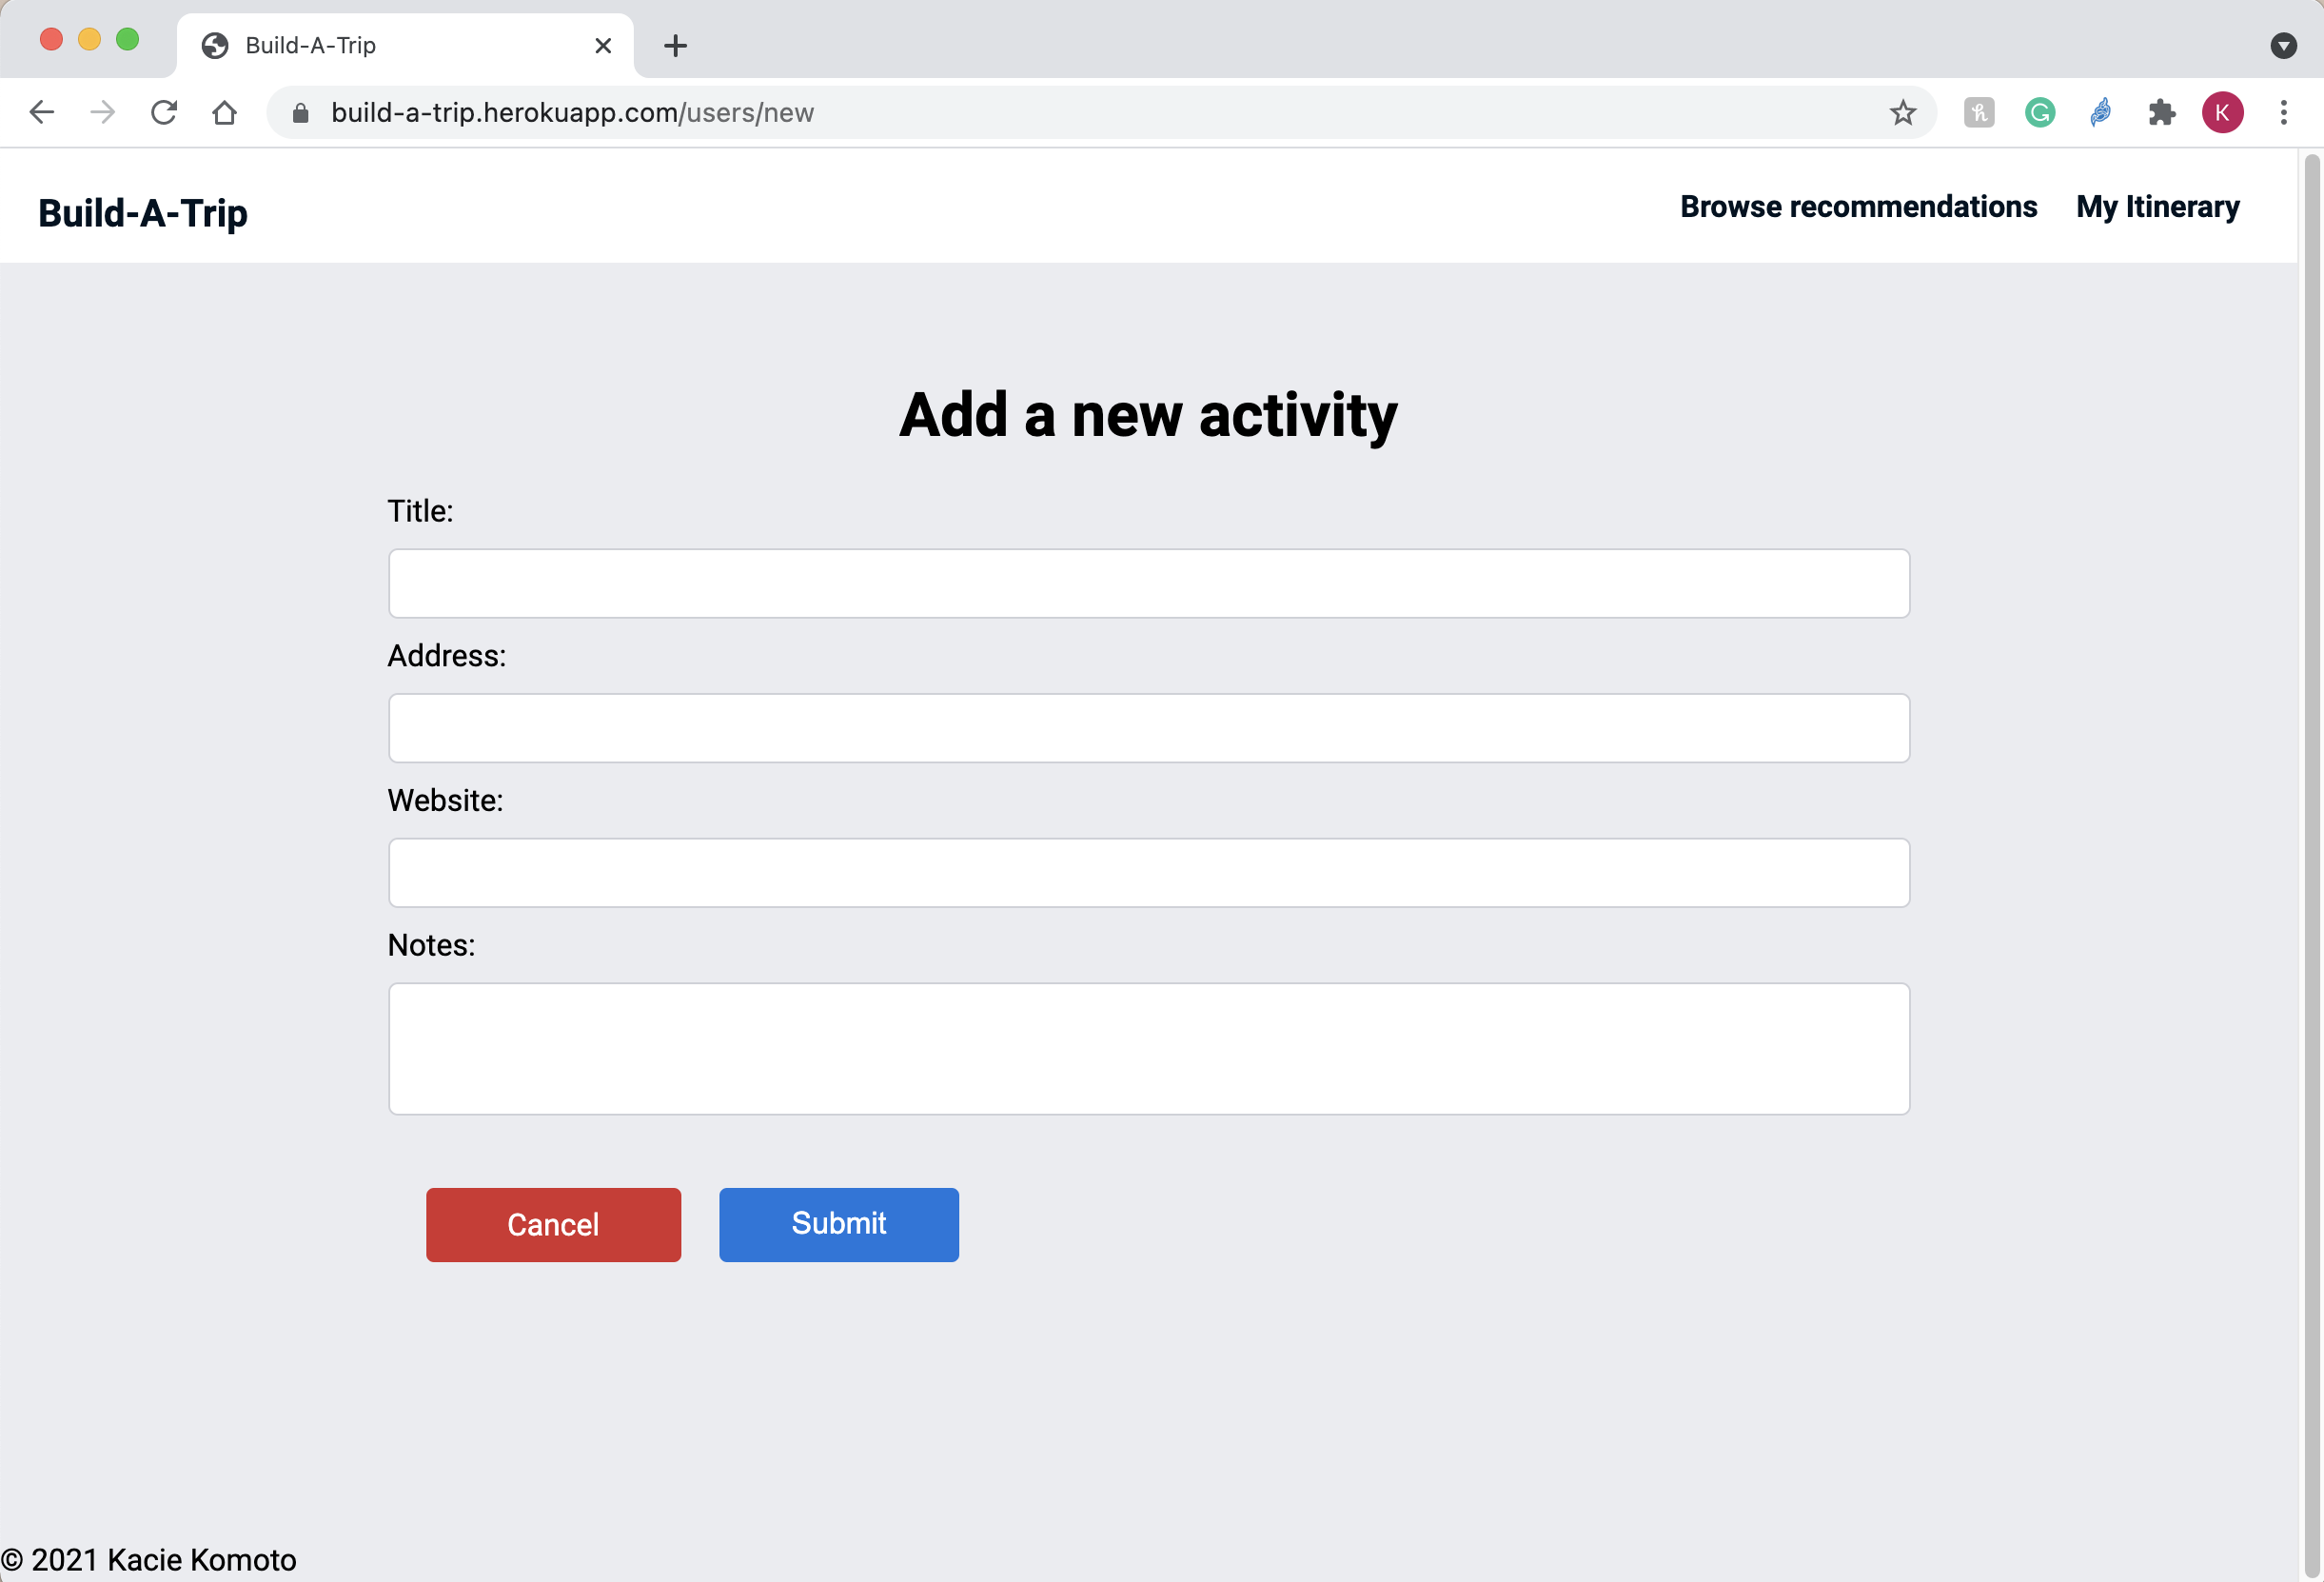 Build-A-Trip
build-a-trip.herokuapp.com/users/new
K
Build-A-Trip
Browse recommendations
My Itinerary
Add a new activity
Title:
Address:
Website:
Notes:
Cancel
Submit
© 2021 Kacie Komoto